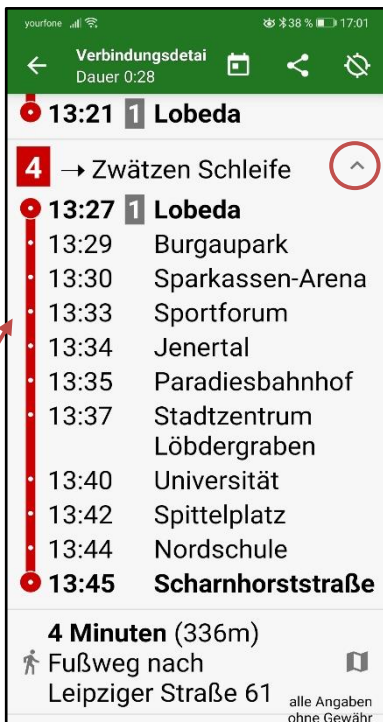 yourfone 38 % 17:01
Verbindungsdetai
Dauer 0:28
13:21 1 Lobeda
4 → Zwätzen Schleife
13:27 1 Lobeda
13:29 Burgaupark
13:30 Sparkassen-Arena
13:33 Sportforum
13:34 Jenertal
13:35 Paradiesbahnhof
13:37 Stadtzentrum
Löbdergraben
13:40 Universität
13:42 Spittelplatz
13:44 Nordschule
13:45 Scharnhorststraße
4 Minuten (336m)
Fußweg nach
Leipziger Straße 61
alle Angaben
ohne Gewähr